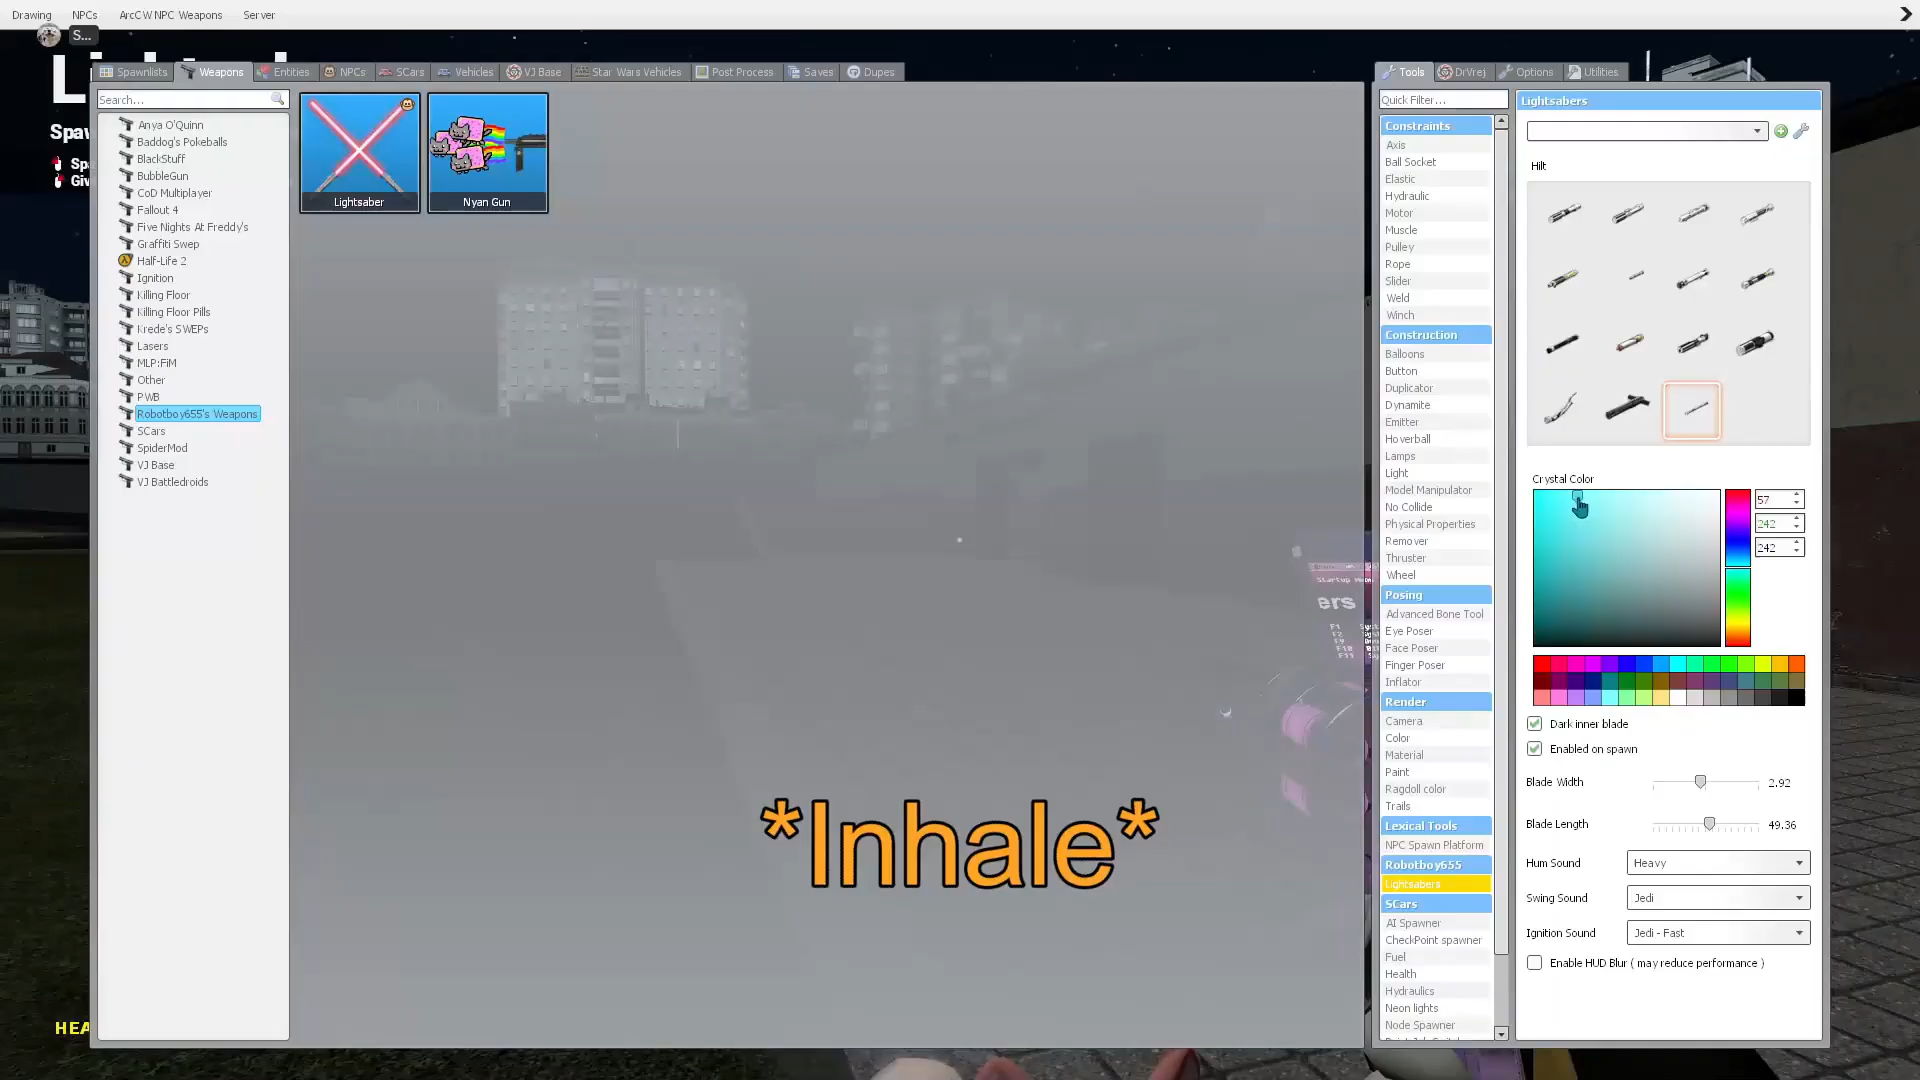 Drawing NPCs ArcCW NPC Weapons Server
S...
Spawnlists Weapons Entities NPCs SCars Vehicles VJ Base Star Wars Vehicles Post Process Saves Dupes
Search...
Anya O'Quinn
Baddog's Pokeballs
BlackStuff
BubbleGun
CoD Multiplayer
Fallout 4
Five Nights At Freddy's
Graffiti Swep
Half-Life 2
Ignition
Killing Floor
Killing Floor Pills
Krede's SWEPs
Lasers
MLP:FiM
Other
PWB
Robotboy655's Weapons
SCars
SpiderMod
VJ Base
VJ Battledroids
Lightsaber
Nyan Gun
*Inhale*
HEA
Tools DrVrej Options Utilities
Quick Filter...
Constraints
Axis
Ball Socket
Elastic
Hydraulic
Motor
Muscle
Pulley
Rope
Slider
Weld
Winch
Construction
Balloons
Button
Duplicator
Dynamite
Emitter
Hoverball
Lamps
Light
Model Manipulator
No Collide
Physical Properties
Remover
Thruster
Wheel
Posing
Advanced Bone Tool
Eye Poser
Face Poser
Finger Poser
Inflator
Render
Camera
Color
Material
Paint
Ragdoll color
Trails
Lexical Tools
NPC Spawn Platform
Robotboy655
Lightsabers
SCars
AI Spawner
CheckPoint spawner
Fuel
Health
Hydraulics
Neon lights
Node Spawner
Lightsabers
Hilt
Crystal Color
57
242
242
Dark inner blade
Enabled on spawn
Blade Width 2.92
Blade Length 49.36
Hum Sound Heavy
Swing Sound Jedi
Ignition Sound Jedi - Fast
Enable HUD Blur ( may reduce performance )